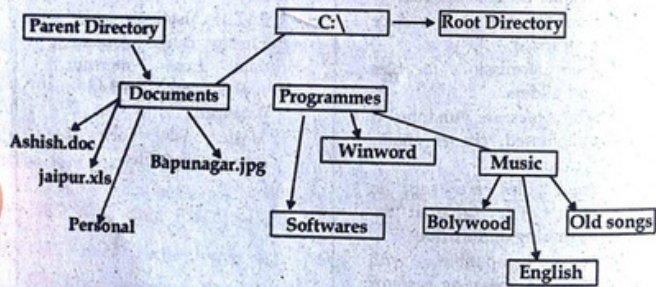 Parent Directory
C:\
Root Directory
Documents
Programmes
Ashish.doc
jaipur.xls
Bapunagar.jpg
Personal
Winword
Music
Softwares
Bolywood
Old songs
English